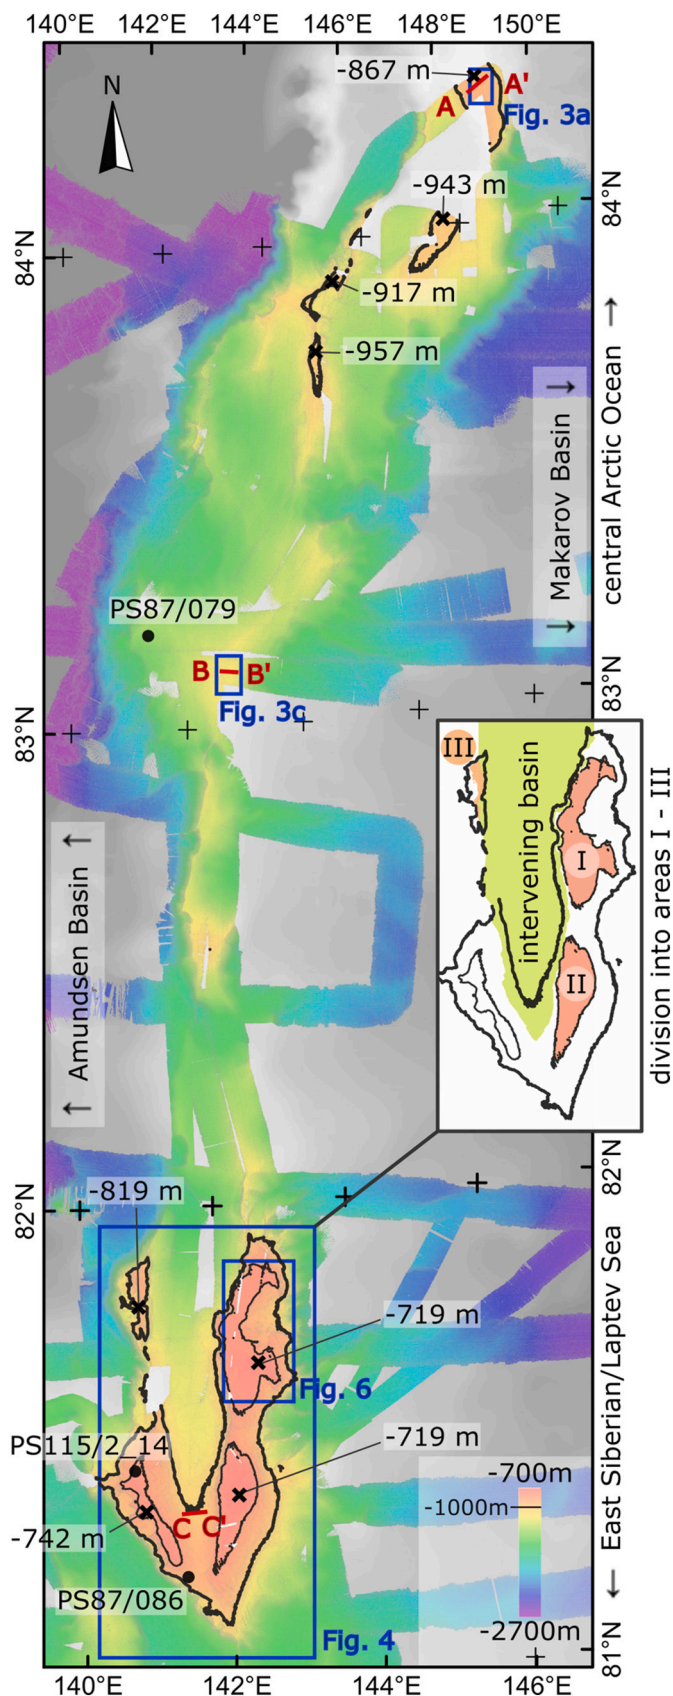 140°E 142°E 144°E 146°E 148°E 150°E
N
-867 m
A A'
Fig. 3a
-943 m
84°N
84°N
-917 m
-957 m
Makarov Basin
central Arctic Ocean
PS87/079
B B'
Fig. 3c
83°N
83°N
III
intervening basin
I
II
division into areas I - III
Amundsen Basin
82°N
82°N
-819 m
-719 m
Fig. 6
PS115/2_14
-719 m
-742 m
C C'
PS87/086
Fig. 4
-700m
-1000m
-2700m
East Siberian/Laptev Sea
81°N
140°E 142°E 144°E 146°E